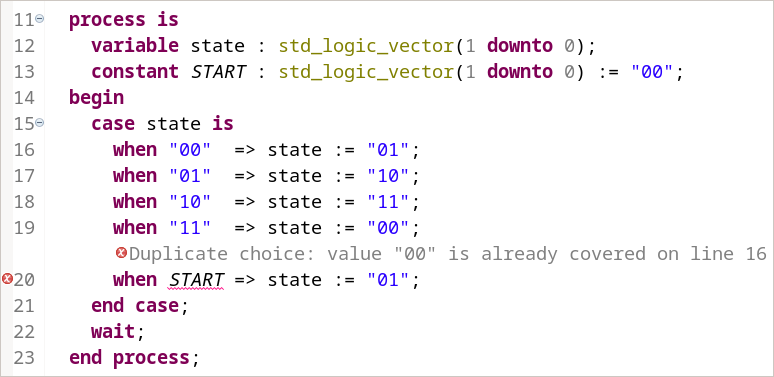 11 process is
12 variable state : std_logic_vector(1 downto 0);
13 constant START : std_logic_vector(1 downto 0) := "00";
14 begin
15 case state is
16 when "00" => state := "01";
17 when "01" => state := "10";
18 when "10" => state := "11";
19 when "11" => state := "00";
Duplicate choice: value "00" is already covered on line 16
20 when START => state := "01";
21 end case;
22 wait;
23 end process;